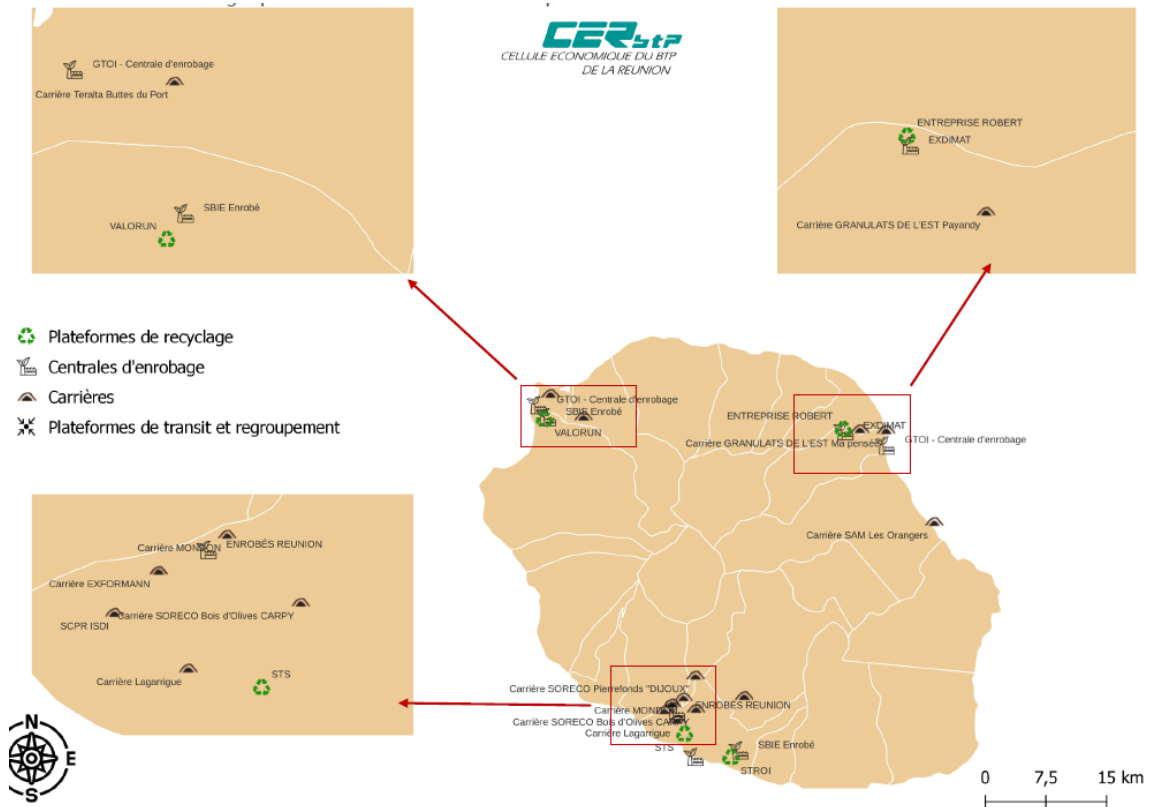 CERBTP
CELLULE ECONOMIQUE DU BTP
DE LA REUNION
GTOI - Centrale d'enrobage
Carrière Teralta Buttes du Port
SBIE Enrobé
VALORUN
ENTREPRISE ROBERT
EXDIMAT
Carrière GRANULATS DE L'EST Payandy
Plateformes de recyclage
Centrales d'enrobage
Carrières
Plateformes de transit et regroupement
GTOI - Centrale d'enrobage
SBIE Enrobé
VALORUN
ENTREPRISE ROBERT
EXDIMAT
Carrière GRANULATS DE L'EST Ma pensée
GTOI - Centrale d'enrobage
Carrière SAM Les Orangers
ENROBÉS REUNION
Carrière EXFORMANN
Carrière SORECO Bois d'Olives CARPY
SCPR ISDI
Carrière Lagarrigue
STS
Carrière SORECO Pierrefonds "DIJOUX"
ENROBÉS REUNION
Carrière SORECO Bois d'Olives CARPY
Carrière Lagarrigue
STS
SBIE Enrobé
STROI
N
E
S
0 7,5 15 km